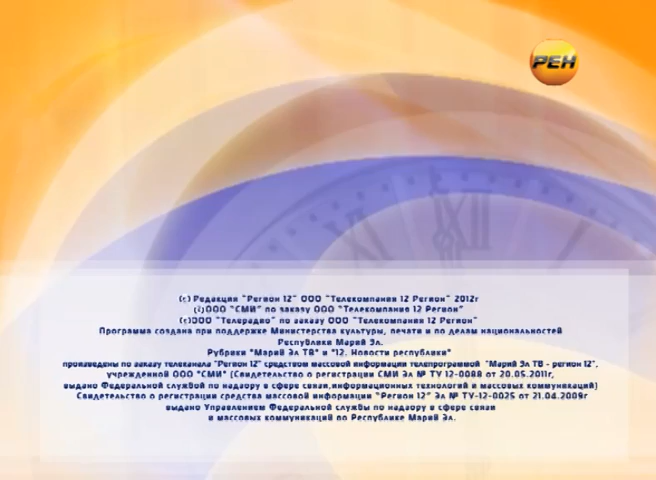 РЕН
XII
(с) Редакция "Регион 12" ООО "Телекомпания 12 Регион" 2012г
(с)ООО "СМИ" по заказу ООО "Телекомпания 12 Регион"
(с)ООО "Телерадио" по заказу ООО "Телекомпания 12 Регион"
Программа создана при поддержке Министерства культуры, печати и по делам национальностей
Республики Марий Эл.
Рубрики "Марий Эл ТВ" и "12. Новости республики"
произведены по заказу телеканала "Регион 12" средством массовой информации телепрограммой "Марий Эл ТВ - регион 12",
учрежденной ООО "СМИ" (Свидетельство о регистрации СМИ Эл № ТУ 12-0088 от 20.05.2011г,
выдано Федеральной службой по надзору в сфере связи,информационных технологий и массовых коммуникаций)
Свидетельство о регистрации средства массовой информации "Регион 12" Эл № ТУ-12-0025 от 21.04.2009г
выдано Управлением Федеральной службы по надзору в сфере связи
и массовых коммуникаций по Республике Марий Эл.